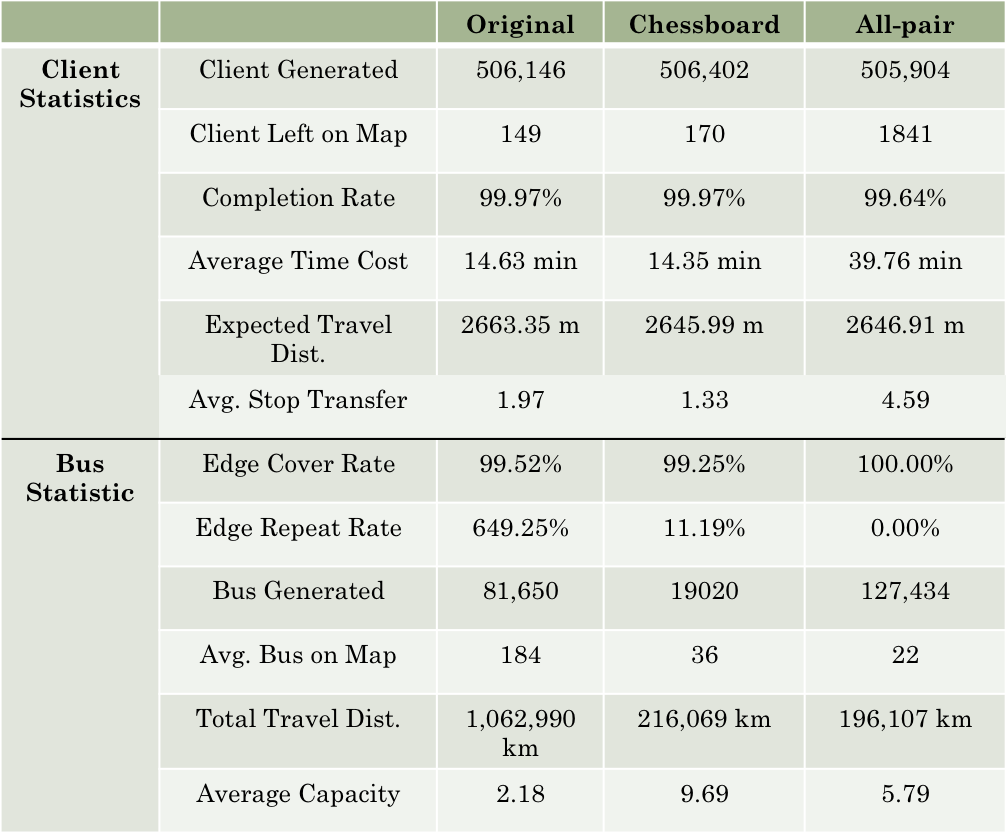 Original Chessboard All-pair
Client Statistics Client Generated 506,146 506,402 505,904
Client Left on Map 149 170 1841
Completion Rate 99.97% 99.97% 99.64%
Average Time Cost 14.63 min 14.35 min 39.76 min
Expected Travel Dist. 2663.35 m 2645.99 m 2646.91 m
Avg. Stop Transfer 1.97 1.33 4.59
Bus Statistic Edge Cover Rate 99.52% 99.25% 100.00%
Edge Repeat Rate 649.25% 11.19% 0.00%
Bus Generated 81,650 19020 127,434
Avg. Bus on Map 184 36 22
Total Travel Dist. 1,062,990 km 216,069 km 196,107 km
Average Capacity 2.18 9.69 5.79